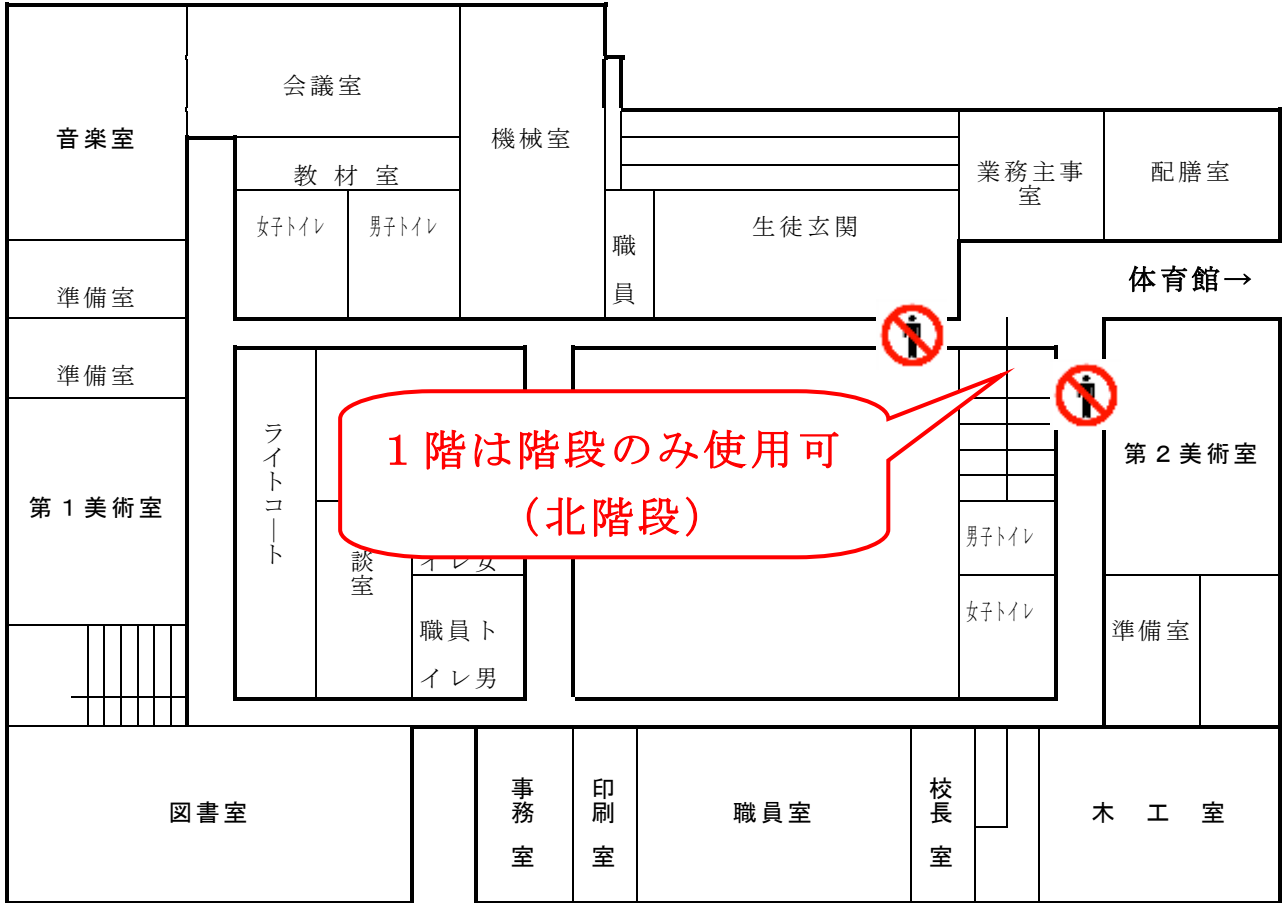 会議室
音楽室
機械室
教材室
業務主事
室
配膳室
女子トイレ
男子トイレ
生徒玄関
職
員
体育館→
準備室
準備室
1階は階段のみ使用可
(北階段)
ライトコート
第1美術室
第2美術室
談室
イレ女
男子トイレ
女子トイレ
職員ト
イレ男
準備室
図書室
事務室
印刷室
職員室
校長室
木工室